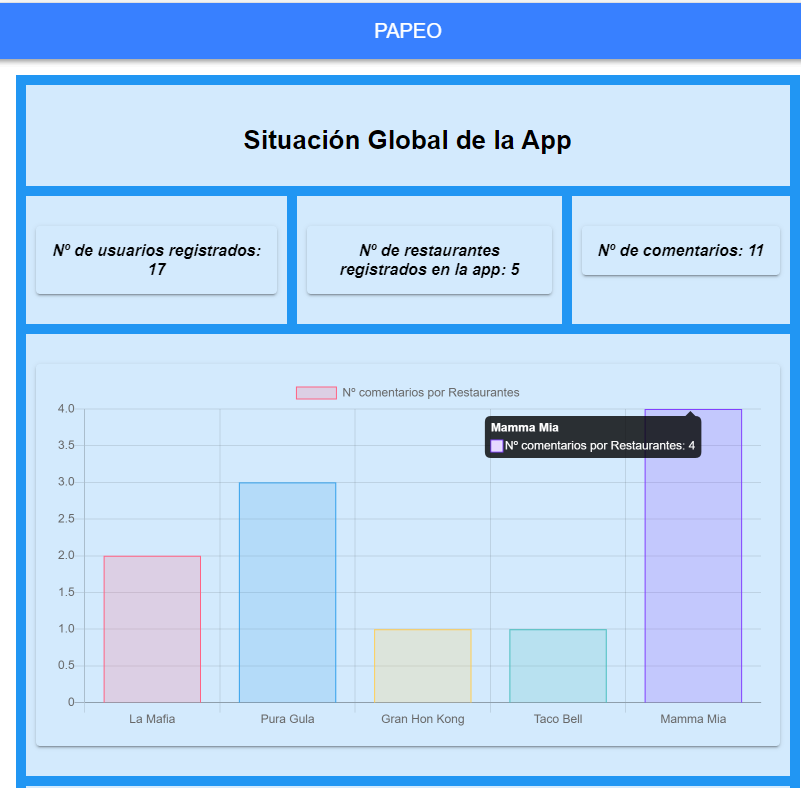 PAPEO
Situación Global de la App
Nº de usuarios registrados:
17
Nº de restaurantes
registrados en la app: 5
Nº de comentarios: 11
Nº comentarios por Restaurantes
4.0
Mamma Mia
Nº comentarios por Restaurantes: 4
3.5
3.0
2.5
2.0
1.5
1.0
0.5
0
La Mafia
Pura Gula
Gran Hon Kong
Taco Bell
Mamma Mia